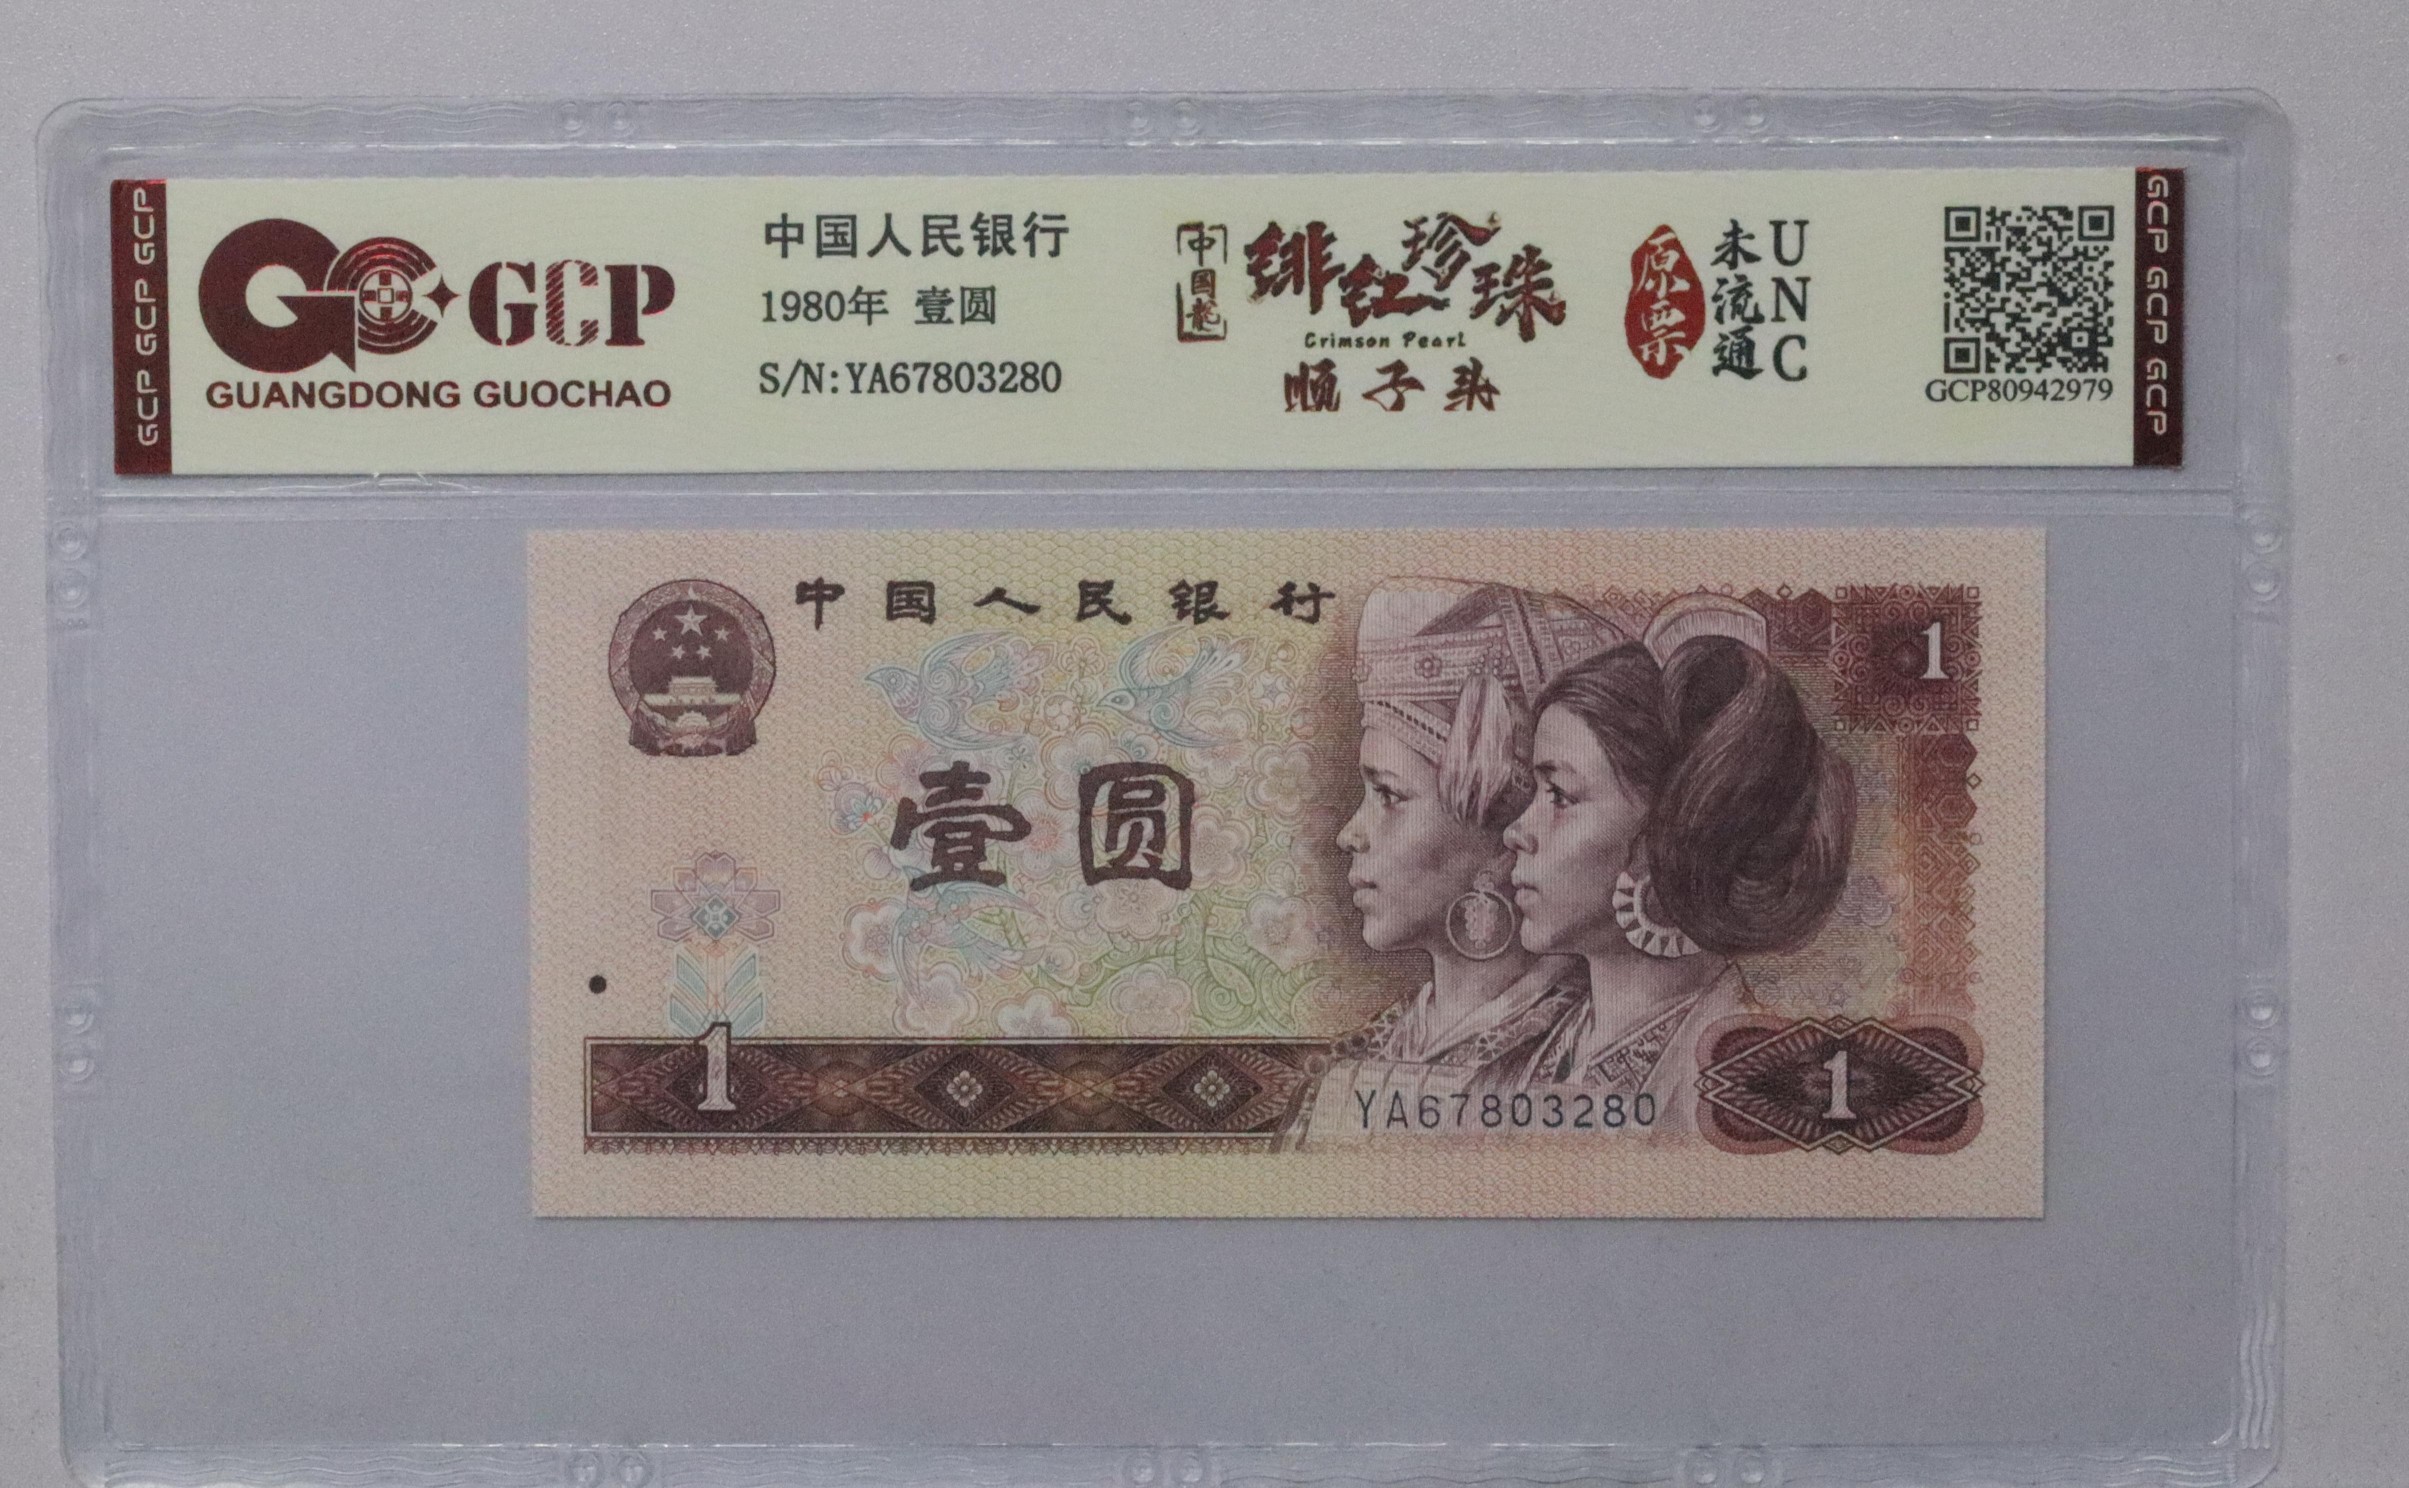 GCP GCP GCP
GCP
GUANGDONG GUOCHAO
中国人民银行
1980年 壹圆
S/N:YA67803280
中国龍
绯红珍珠
Crimson Pearl
顺子头
原票
未流通
UNC
GCP80942979
GCP GCP GCP
中国人民银行
1
壹圆
1
YA67803280
1